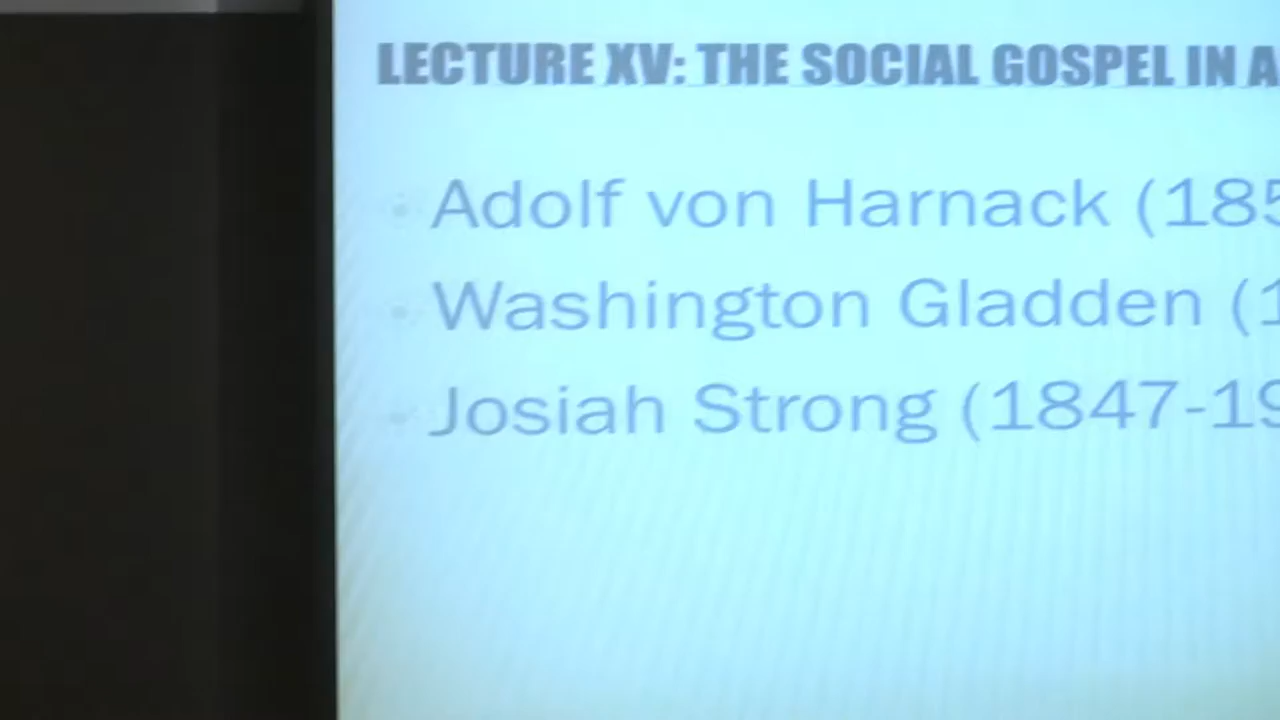 LECTURE XV: THE SOCIAL GOSPEL IN A
Adolf von Harnack (185
Washington Gladden (1
Josiah Strong (1847-19